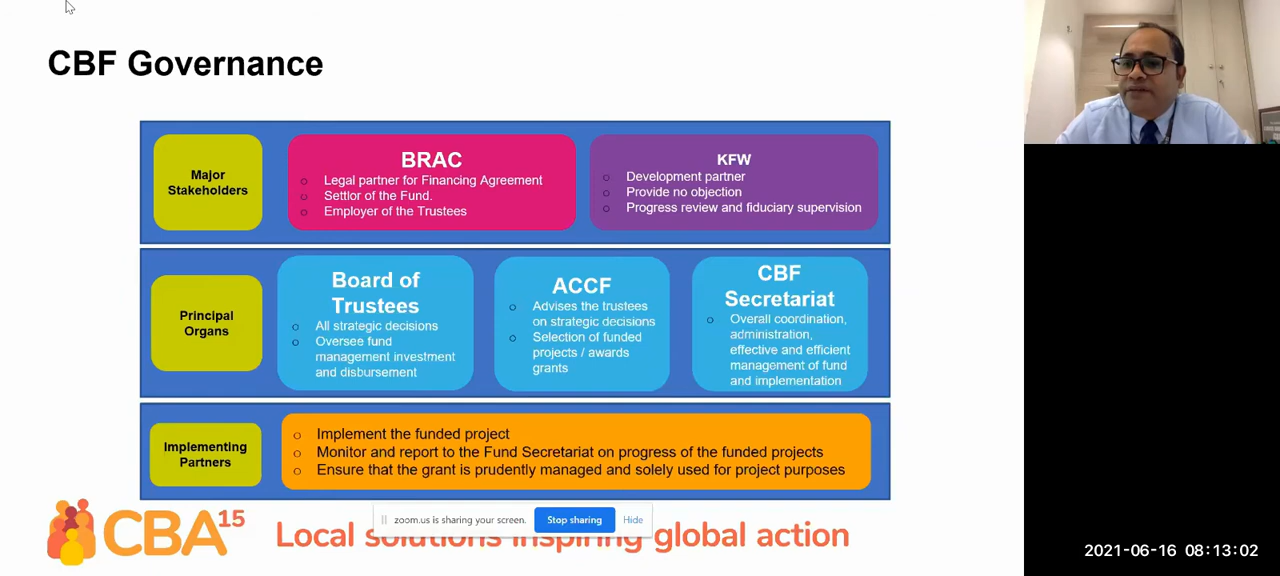 CBF Governance
Major
Stakeholders
BRAC
o Legal partner for Financing Agreement
o Settlor of the Fund.
o Employer of the Trustees
KFW
o Development partner
o Provide no objection
o Progress review and fiduciary supervision
Principal
Organs
Board of
Trustees
o All strategic decisions
o Oversee fund
management investment
and disbursement
ACCF
o Advises the trustees
on strategic decisions
o Selection of funded
projects / awards
grants
CBF
Secretariat
o Overall coordination,
administration,
effective and efficient
management of fund
and implementation
Implementing
Partners
o Implement the funded project
o Monitor and report to the Fund Secretariat on progress of the funded projects
o Ensure that the grant is prudently managed and solely used for project purposes
CBA15
Local solutions inspiring global action
zoom.us is sharing your screen. Stop sharing Hide
2021-06-16 08:13:02